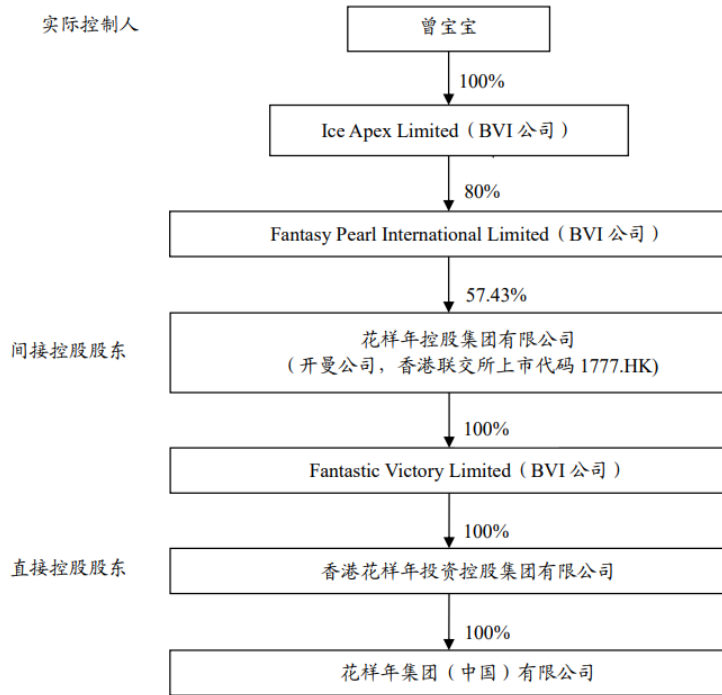 实际控制人
曾宝宝
100%
Ice Apex Limited（BVI 公司）
80%
Fantasy Pearl International Limited（BVI 公司）
57.43%
间接控股股东
花样年控股集团有限公司
（开曼公司，香港联交所上市代码 1777.HK)
100%
Fantastic Victory Limited（BVI 公司）
100%
直接控股股东
香港花样年投资控股集团有限公司
100%
花样年集团（中国）有限公司